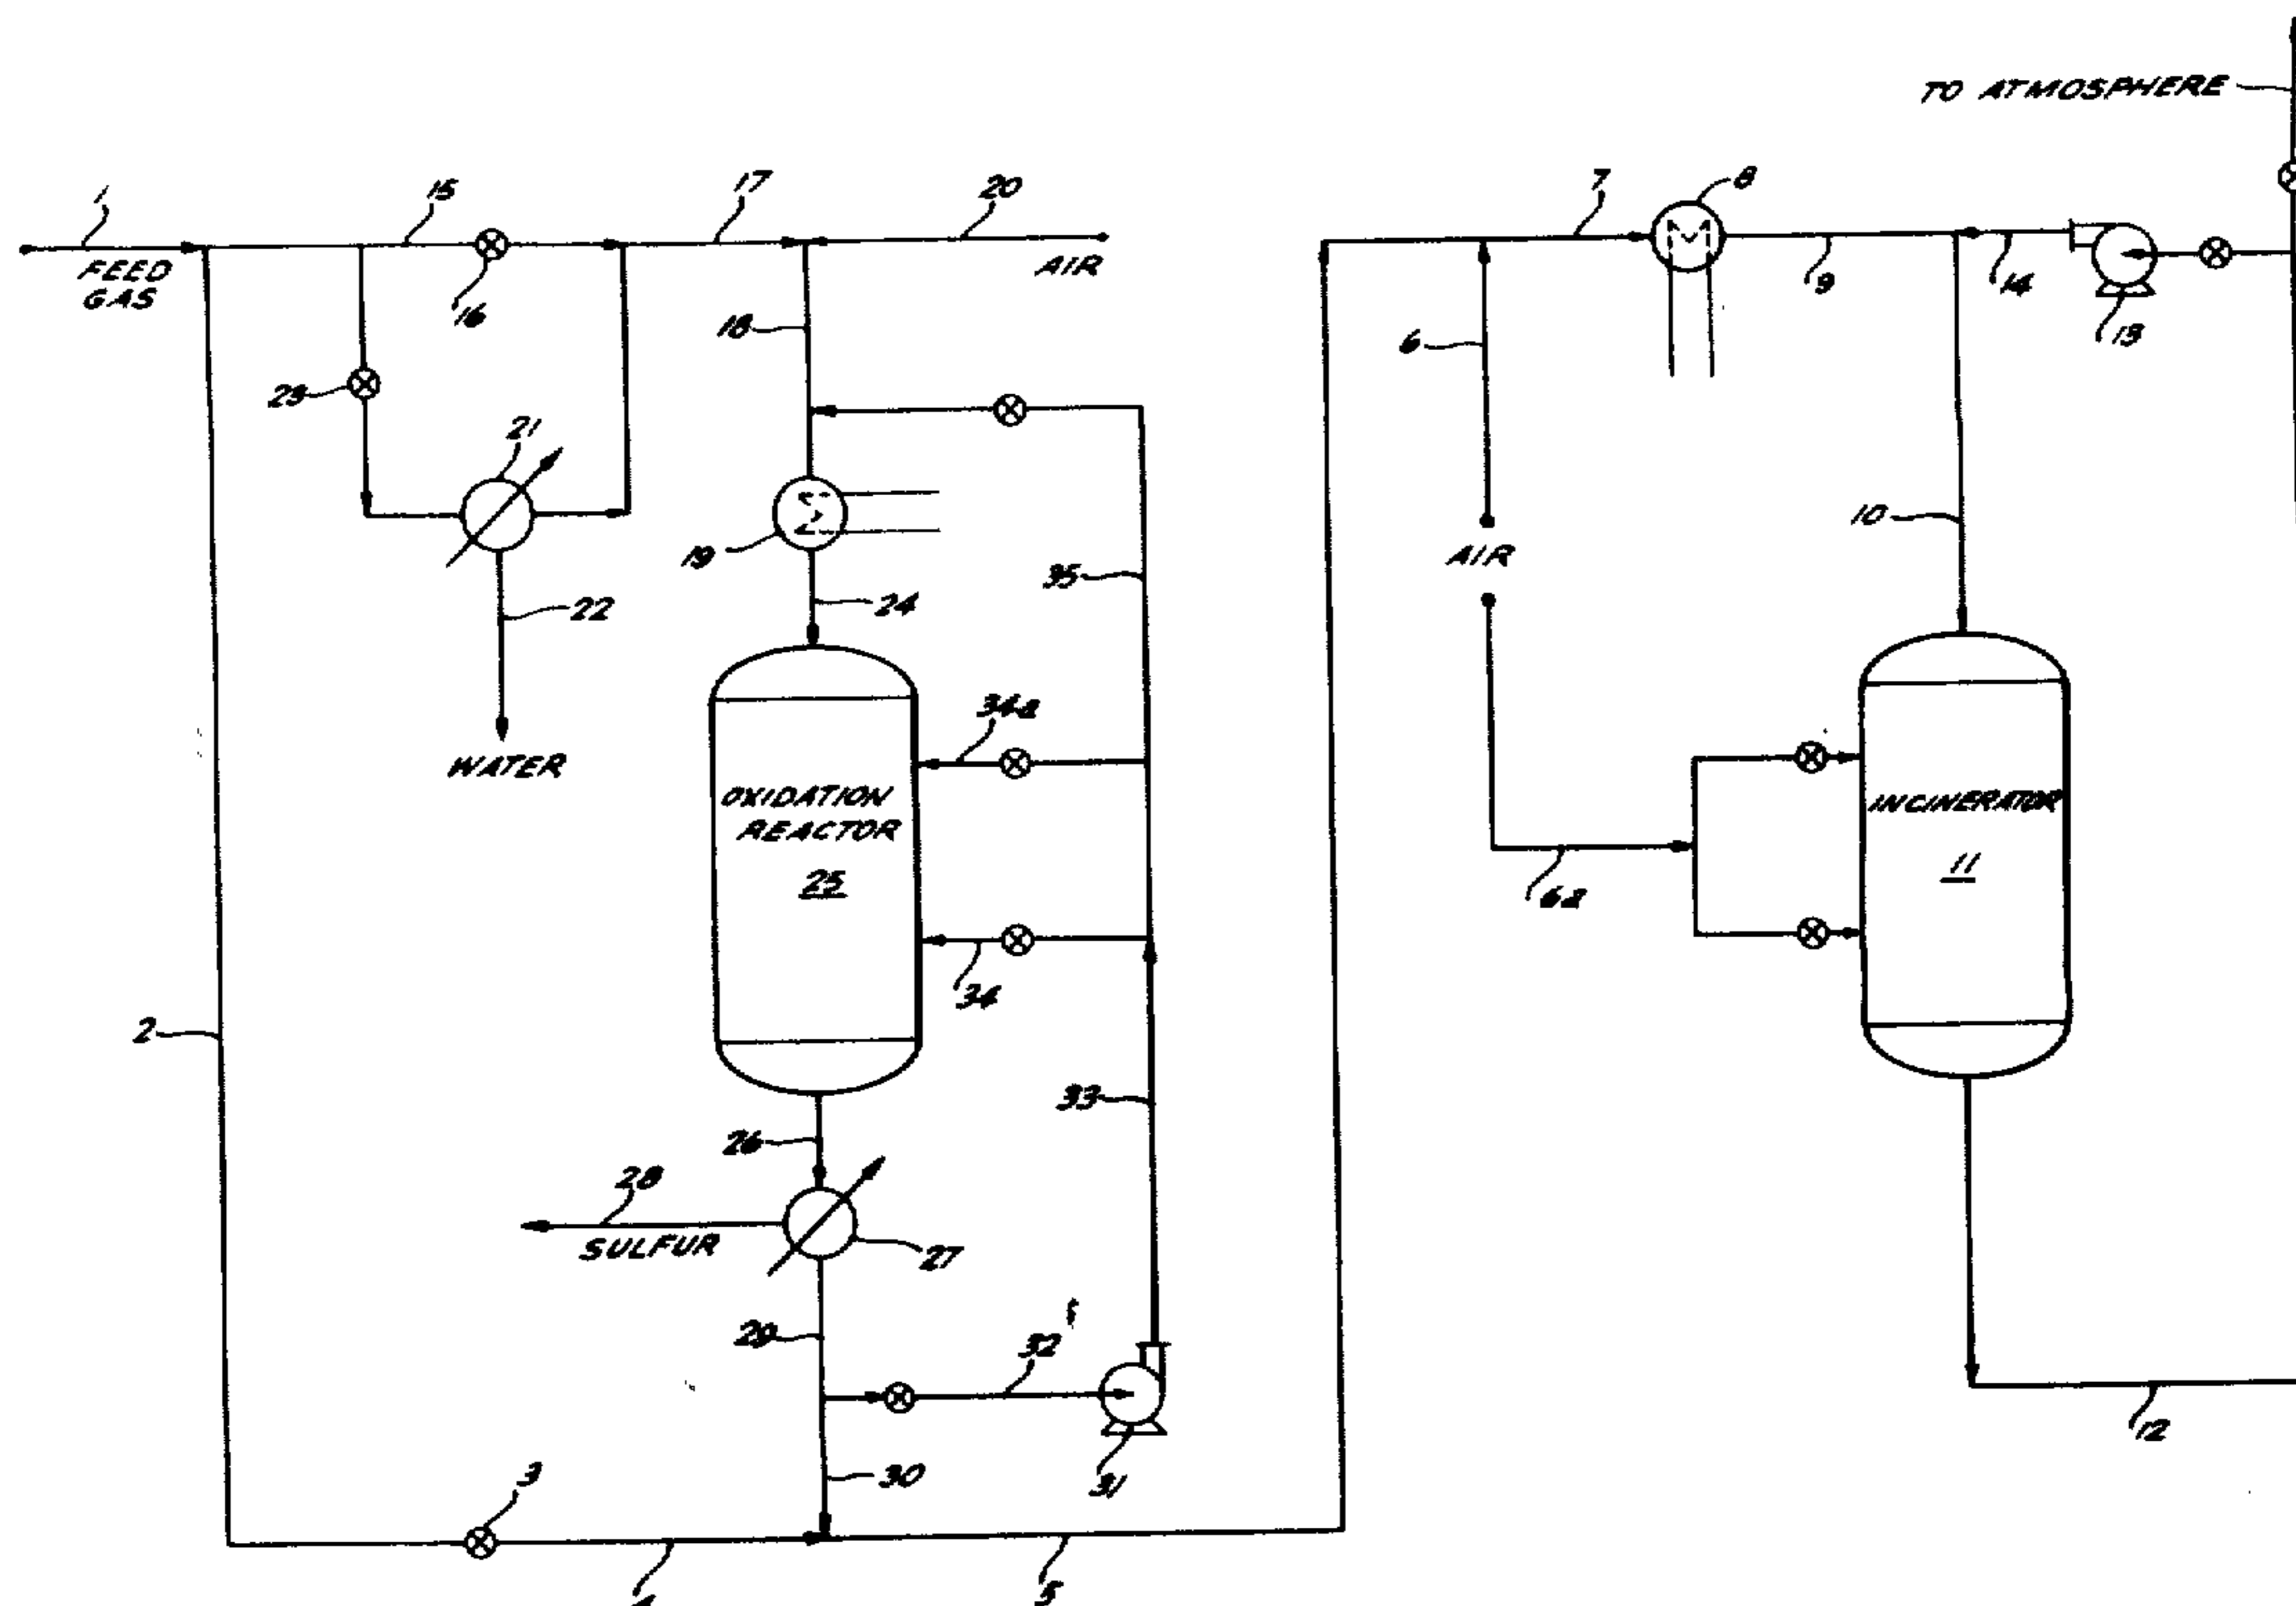 TO ATMOSPHERE
1
15
17
20
7
8
FEED
GAS
AIR
16
18
9
14
13
6
23
21
10
19
35
AIR
22
24
34a
WATER
OXIDATION
REACTOR
25
INCINERATOR
11
6a
34
2
33
26
28
SULFUR
27
29
32
12
3
30
31
5